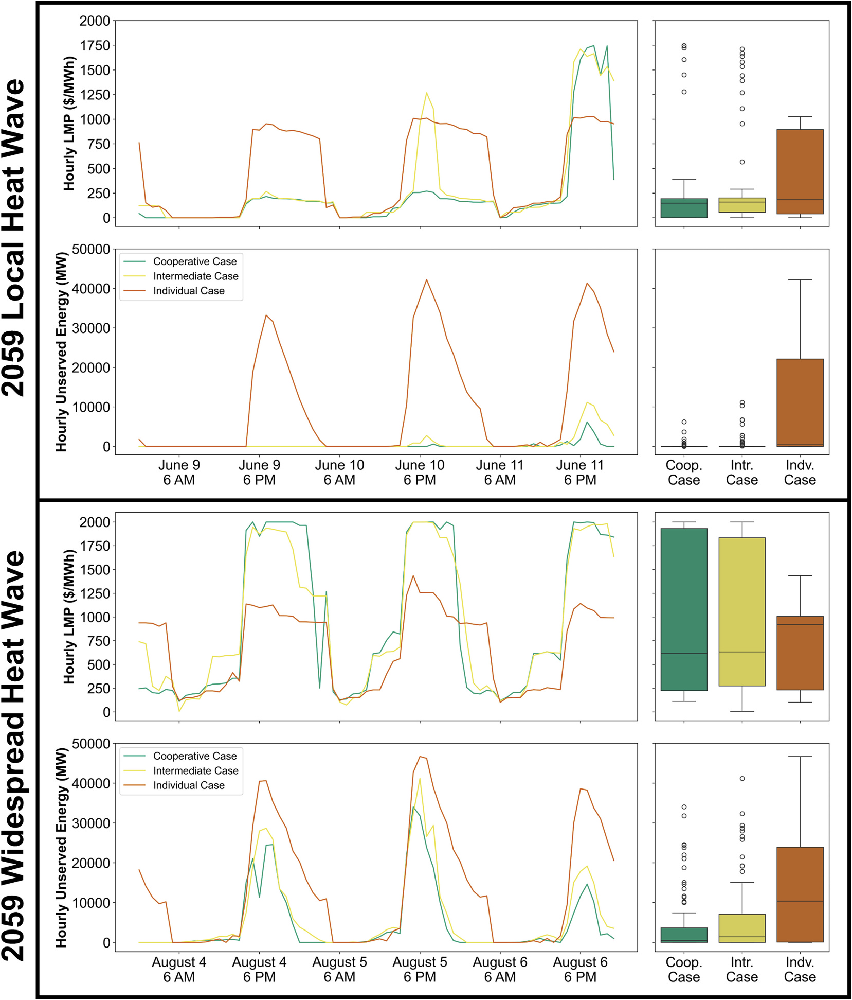 2059 Local Heat Wave
Hourly LMP ($/MWh)
2000
1750
1500
1250
1000
750
500
250
0
Hourly Unserved Energy (MW)
50000
40000
30000
20000
10000
0
Cooperative Case
Intermediate Case
Individual Case
June 9
6 AM
June 9
6 PM
June 10
6 AM
June 10
6 PM
June 11
6 AM
June 11
6 PM
Coop.
Case
Intr.
Case
Indv.
Case
2059 Widespread Heat Wave
Hourly LMP ($/MWh)
2000
1750
1500
1250
1000
750
500
250
0
Hourly Unserved Energy (MW)
50000
40000
30000
20000
10000
0
Cooperative Case
Intermediate Case
Individual Case
August 4
6 AM
August 4
6 PM
August 5
6 AM
August 5
6 PM
August 6
6 AM
August 6
6 PM
Coop.
Case
Intr.
Case
Indv.
Case